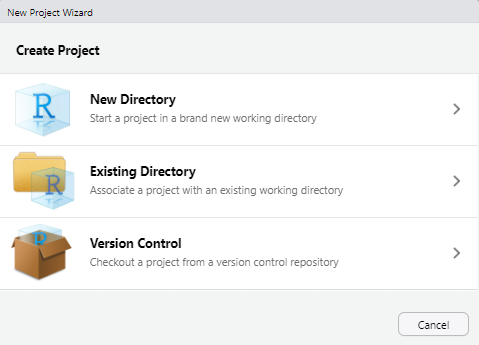 New Project Wizard
Create Project
R
New Directory
Start a project in a brand new working directory
R
Existing Directory
Associate a project with an existing working directory
Version Control
Checkout a project from a version control repository
Cancel